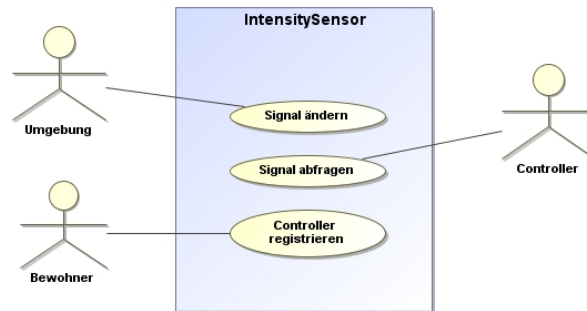 IntensitySensor
Umgebung
Signal ändern
Signal abfragen
Controller
Controller
registrieren
Bewohner